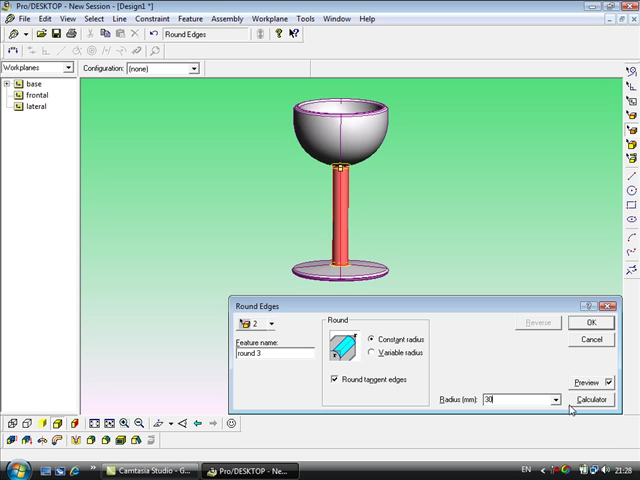 Pro/DESKTOP - New Session - [Design1 *]
File Edit View Select Line Constraint Feature Assembly Workplane Tools Window Help
Round Edges
Workplanes
Configuration: (none)
base
frontal
lateral
Round Edges
2
Feature name:
round 3
Round
Constant radius
Variable radius
Round tangent edges
Reverse
OK
Cancel
Preview
Radius (mm): 30
Calculator
Camtasia Studio - G...
Pro/DESKTOP - Ne...
EN
21:28